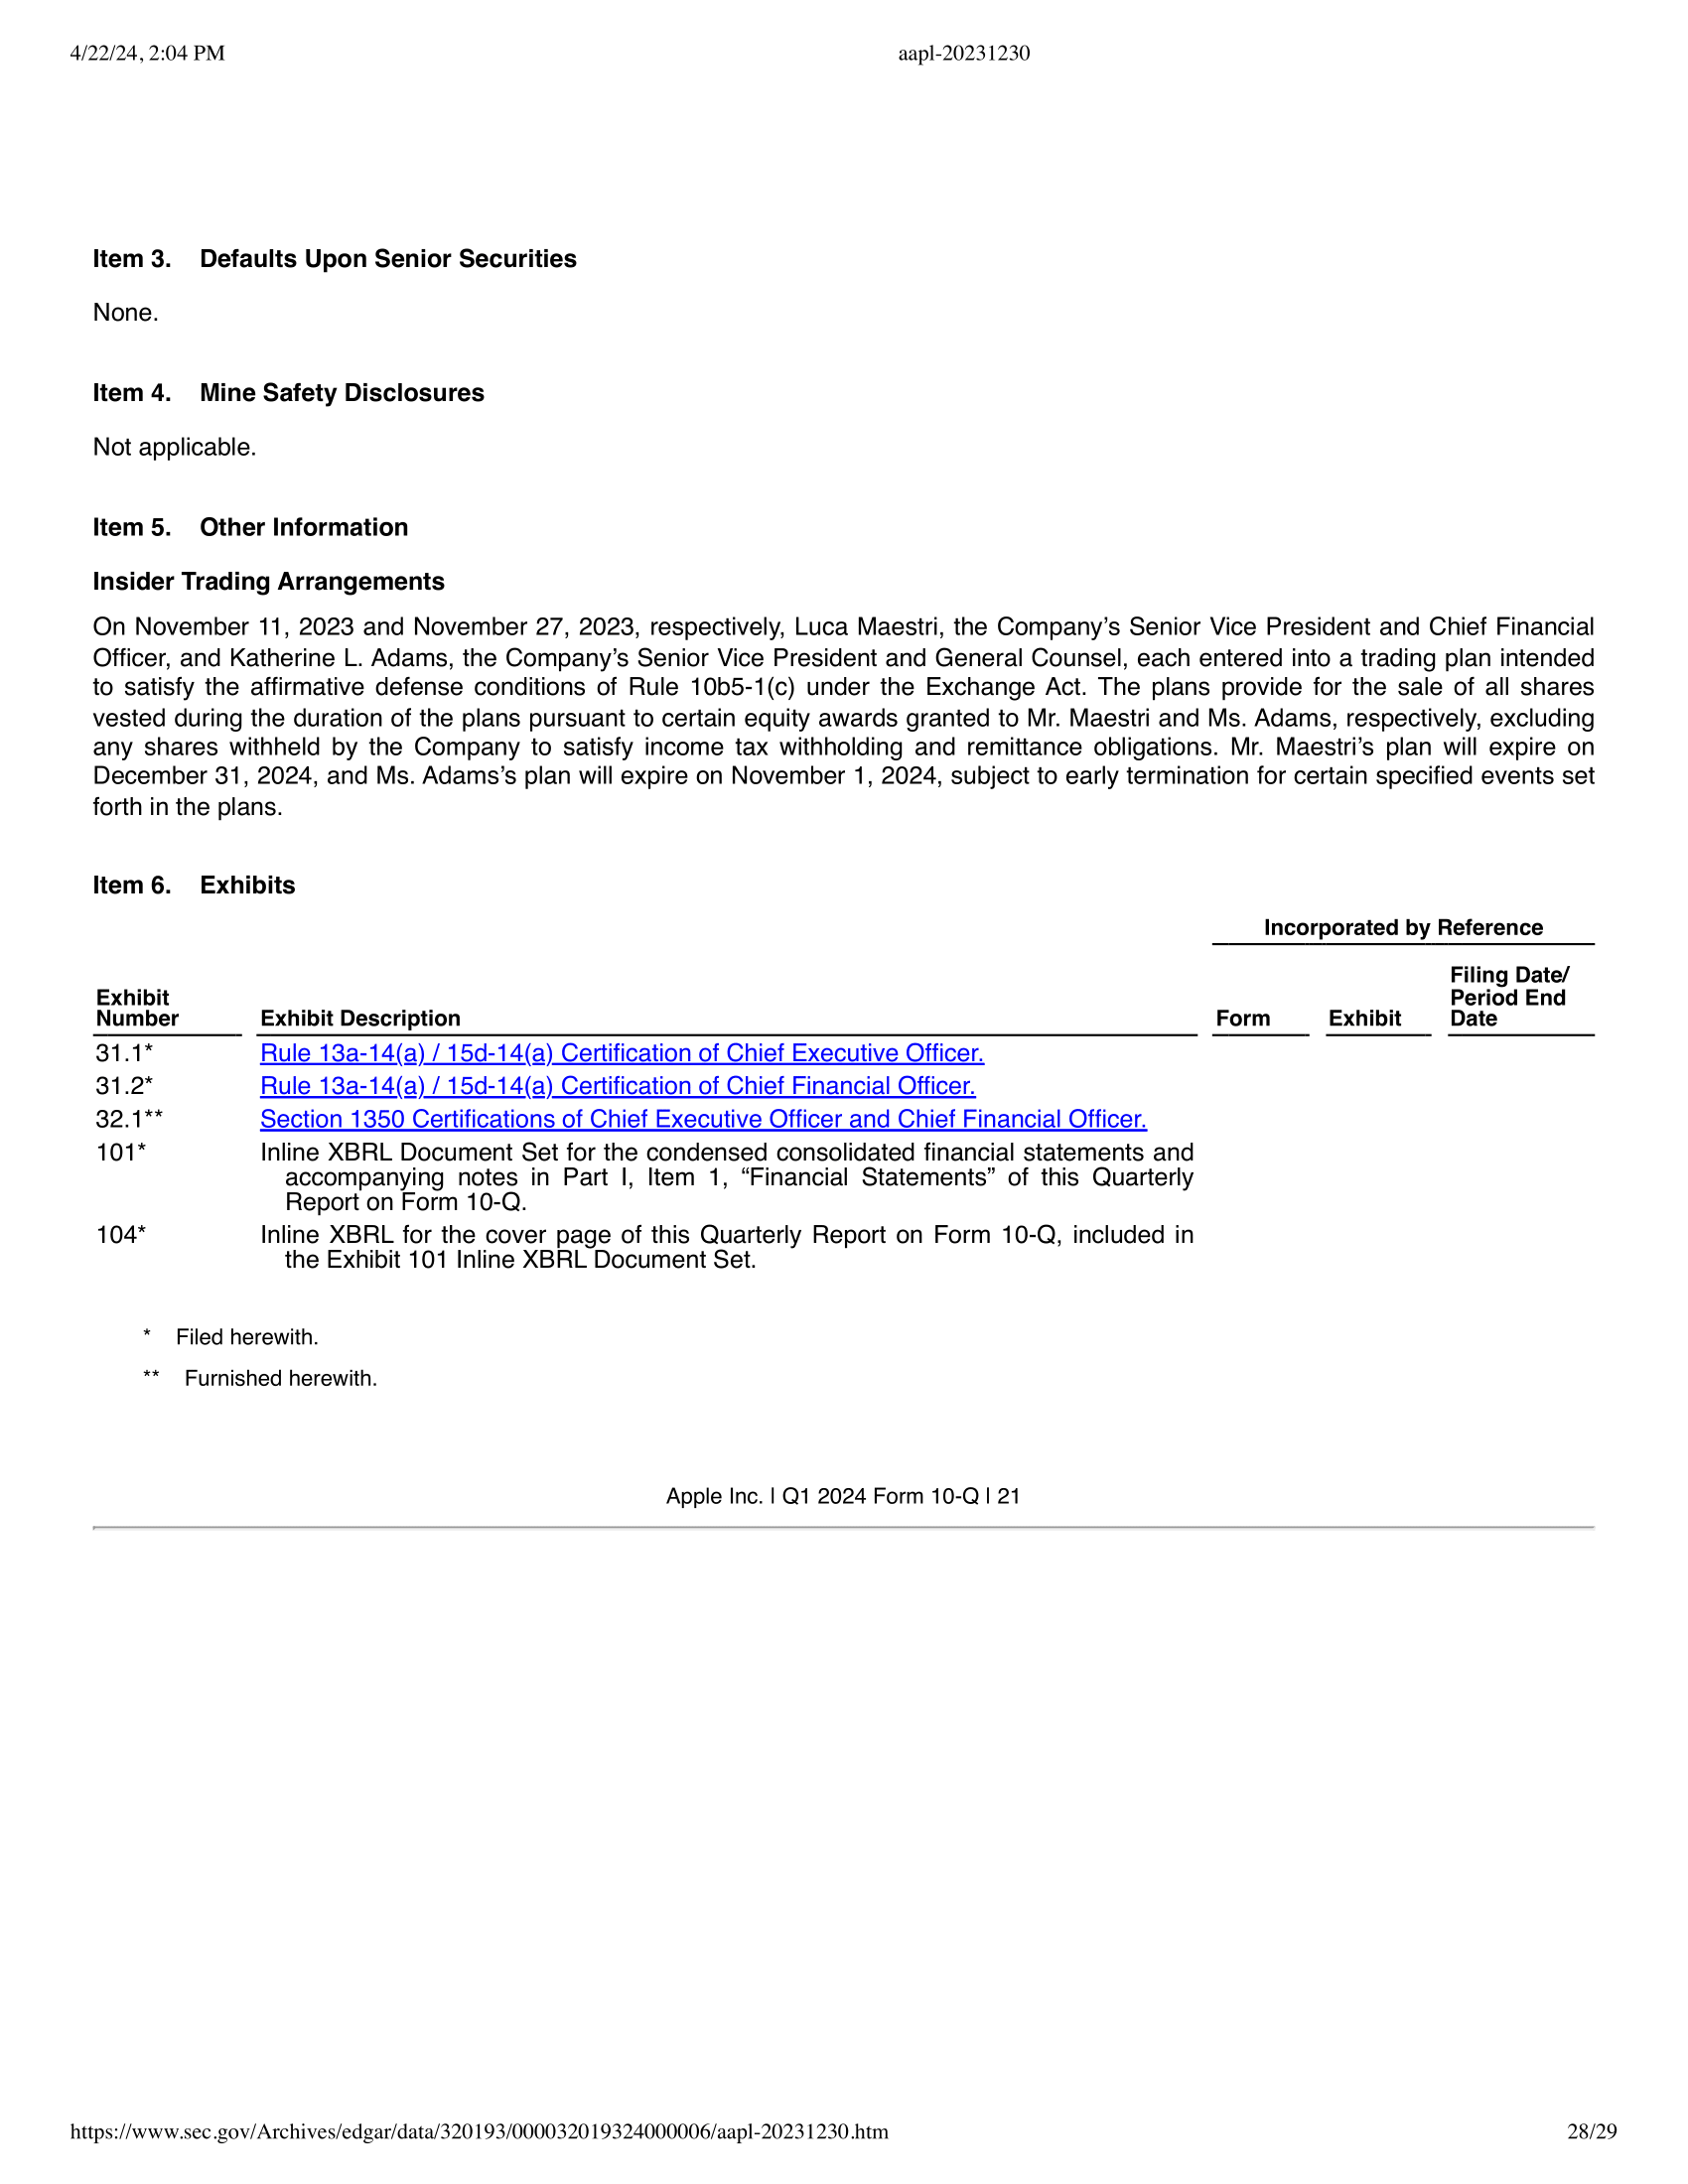 4/22/24, 2:04 PM aapl-20231230
Item 3. Defaults Upon Senior Securities
None.
Item 4. Mine Safety Disclosures
Not applicable.
Item 5. Other Information
Insider Trading Arrangements
On November 11, 2023 and November 27, 2023, respectively, Luca Maestri, the Company’s Senior Vice President and Chief Financial
Officer, and Katherine L. Adams, the Company’s Senior Vice President and General Counsel, each entered into a trading plan intended
to satisfy the affirmative defense conditions of Rule 10b5-1(c) under the Exchange Act. The plans provide for the sale of all shares
vested during the duration of the plans pursuant to certain equity awards granted to Mr. Maestri and Ms. Adams, respectively, excluding
any shares withheld by the Company to satisfy income tax withholding and remittance obligations. Mr. Maestri’s plan will expire on
December 31, 2024, and Ms. Adams’s plan will expire on November 1, 2024, subject to early termination for certain specified events set
forth in the plans.
Item 6. Exhibits
Incorporated by Reference
Exhibit
Number Exhibit Description Form Exhibit Filing Date/
Period End
Date
31.1* Rule 13a-14(a) / 15d-14(a) Certification of Chief Executive Officer.
31.2* Rule 13a-14(a) / 15d-14(a) Certification of Chief Financial Officer.
32.1** Section 1350 Certifications of Chief Executive Officer and Chief Financial Officer.
101* Inline XBRL Document Set for the condensed consolidated financial statements and
accompanying notes in Part I, Item 1, “Financial Statements” of this Quarterly
Report on Form 10-Q.
104* Inline XBRL for the cover page of this Quarterly Report on Form 10-Q, included in
the Exhibit 101 Inline XBRL Document Set.
* Filed herewith.
** Furnished herewith.
Apple Inc. | Q1 2024 Form 10-Q | 21
https://www.sec.gov/Archives/edgar/data/320193/000032019324000006/aapl-20231230.htm 28/29